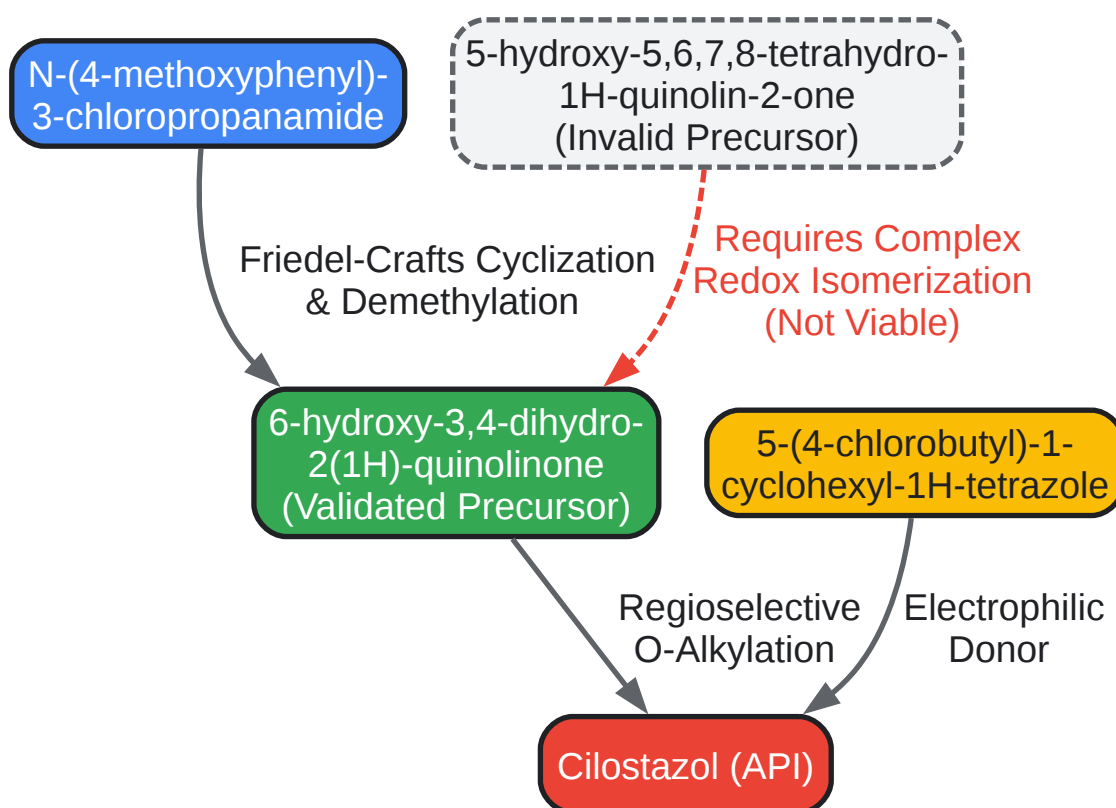 N-(4-methoxyphenyl)-
3-chloropropanamide
5-hydroxy-5,6,7,8-tetrahydro-
1H-quinolin-2-one
(Invalid Precursor)
Friedel-Crafts Cyclization
& Demethylation
Requires Complex
Redox Isomerization
(Not Viable)
6-hydroxy-3,4-dihydro-
2(1H)-quinolinone
(Validated Precursor)
5-(4-chlorobutyl)-1-
cyclohexyl-1H-tetrazole
Regioselective
O-Alkylation
Electrophilic
Donor
Cilostazol (API)